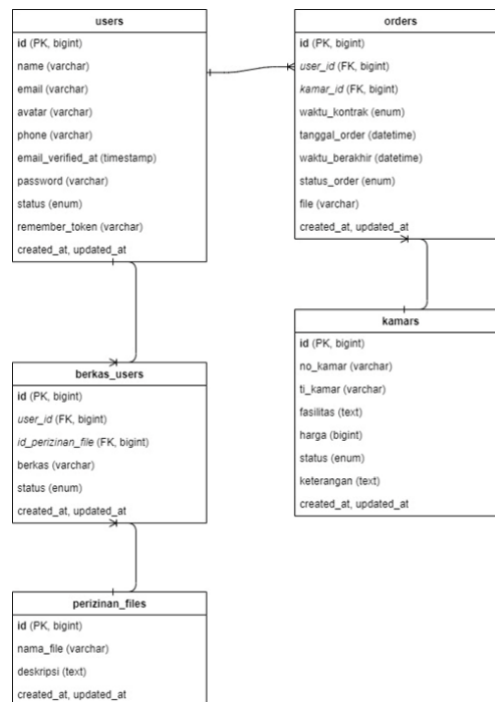 users
id (PK, bigint)
name (varchar)
email (varchar)
avatar (varchar)
phone (varchar)
email_verified_at (timestamp)
password (varchar)
status (enum)
remember_token (varchar)
created_at, updated_at
orders
id (PK, bigint)
user_id (FK, bigint)
kamar_id (FK, bigint)
waktu_kontrak (enum)
tanggal_order (datetime)
waktu_berakhir (datetime)
status_order (enum)
file (varchar)
created_at, updated_at
kamars
id (PK, bigint)
no_kamar (varchar)
ti_kamar (varchar)
fasilitas (text)
harga (bigint)
status (enum)
keterangan (text)
created_at, updated_at
berkas_users
id (PK, bigint)
user_id (FK, bigint)
id_perizinan_file (FK, bigint)
berkas (varchar)
status (enum)
created_at, updated_at
perizinan_files
id (PK, bigint)
nama_file (varchar)
deskripsi (text)
created_at, updated_at